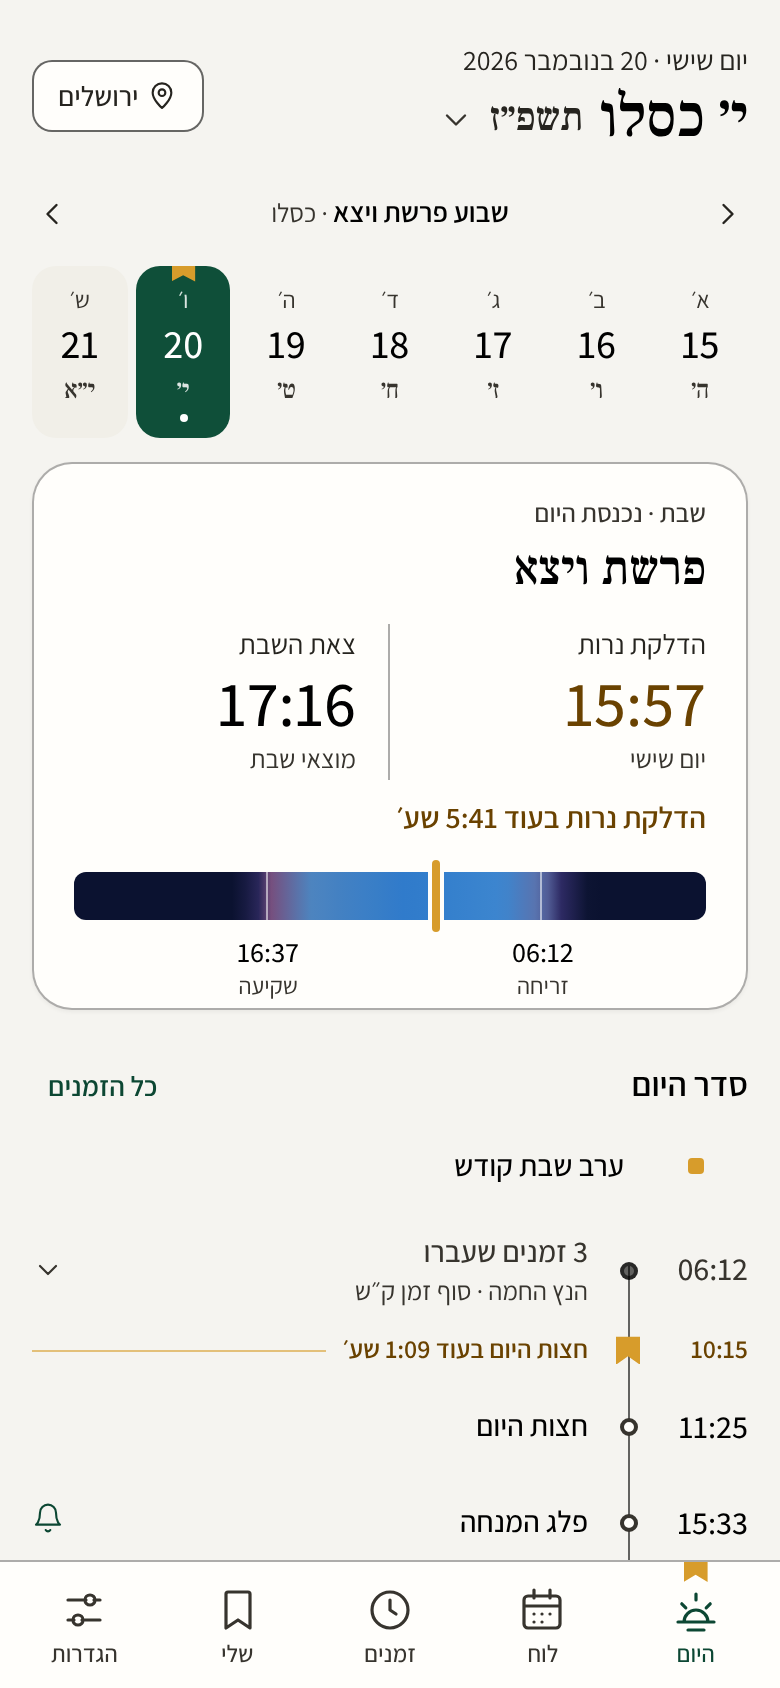 יום שישי · 20 בנובמבר 2026
י׳ כסלו תשפ״ז
ירושלים
שבוע פרשת ויצא · כסלו
א׳ ב׳ ג׳ ד׳ ה׳ ו׳ ש׳
15 16 17 18 19 20 21
ה׳ ו׳ ז׳ ח׳ ט׳ י׳ י״א
שבת · נכנסת היום
פרשת ויצא
הדלקת נרות צאת השבת
15:57 17:16
יום שישי מוצאי שבת
הדלקת נרות בעוד 5:41 שע׳
06:12 16:37
זריחה שקיעה
סדר היום כל הזמנים
ערב שבת קודש
06:12 3 זמנים שעברו
הנץ החמה · סוף זמן ק״ש
10:15 חצות היום בעוד 1:09 שע׳
11:25 חצות היום
15:33 פלג המנחה
היום לוח זמנים שלי הגדרות